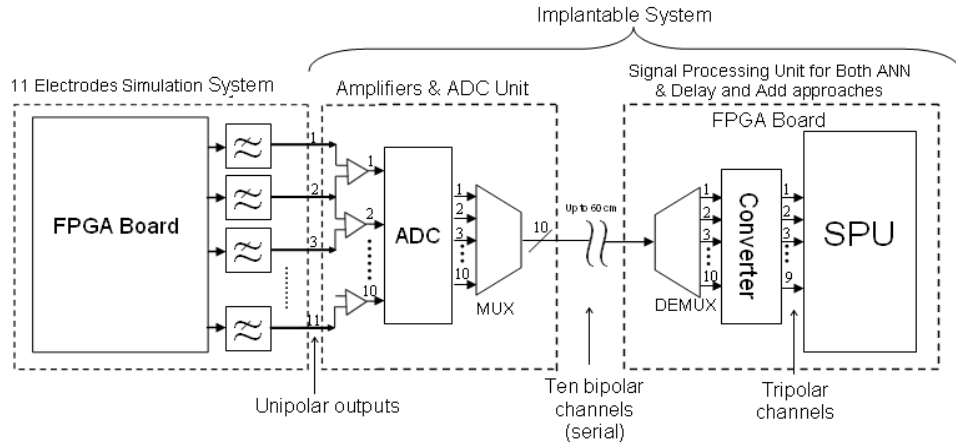 Implantable System
11 Electrodes Simulation System
Amplifiers & ADC Unit
Signal Processing Unit for Both ANN
& Delay and Add approaches
FPGA Board
FPGA Board
1
2
3
11
1
2
10
ADC
1
2
3
10
MUX
10
Up to 60 cm
DEMUX
1
2
3
10
Converter
1
2
3
9
SPU
Unipolar outputs
Ten bipolar
channels
(serial)
Tripolar
channels